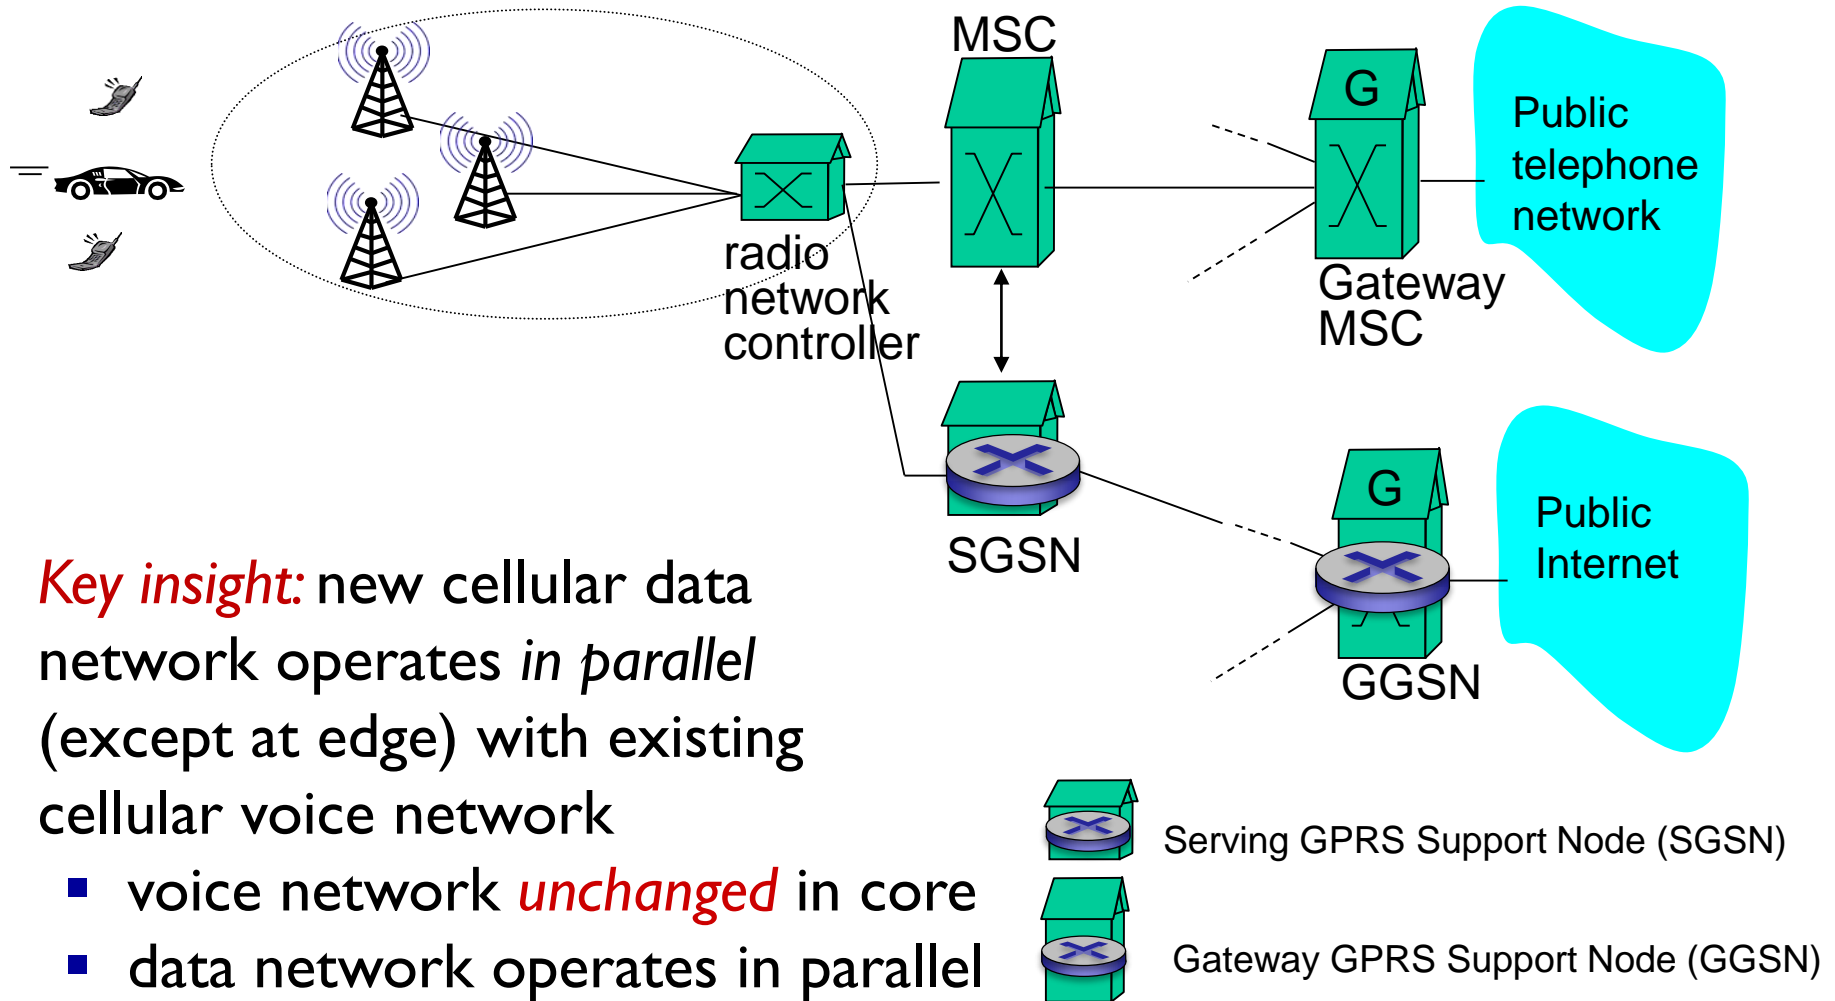 MSC
G
Public
telephone
network
radio
network
controller
Gateway
MSC
G
SGSN
Public
Internet
GGSN
Key insight: new cellular data
network operates in parallel
(except at edge) with existing
cellular voice network
▪ voice network unchanged in core
▪ data network operates in parallel
Serving GPRS Support Node (SGSN)
Gateway GPRS Support Node (GGSN)